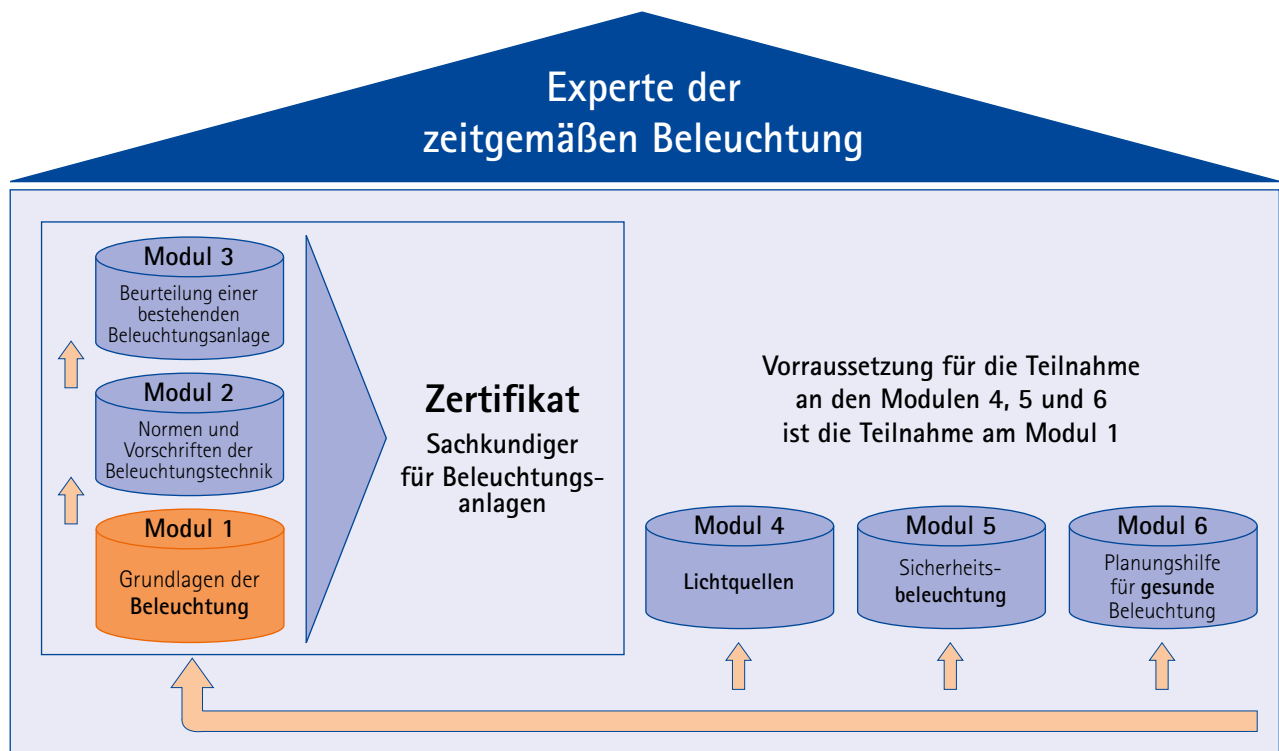 Experte der
zeitgemäßen Beleuchtung
Modul 3
Beurteilung einer
bestehenden
Beleuchtungsanlage
Modul 2
Normen und
Vorschriften der
Beleuchtungstechnik
Modul 1
Grundlagen der
Beleuchtung
Zertifikat
Sachkundiger
für Beleuchtungs-
anlagen
Vorraussetzung für die Teilnahme
an den Modulen 4, 5 und 6
ist die Teilnahme am Modul 1
Modul 4
Lichtquellen
Modul 5
Sicherheits-
beleuchtung
Modul 6
Planungshilfe
für gesunde
Beleuchtung